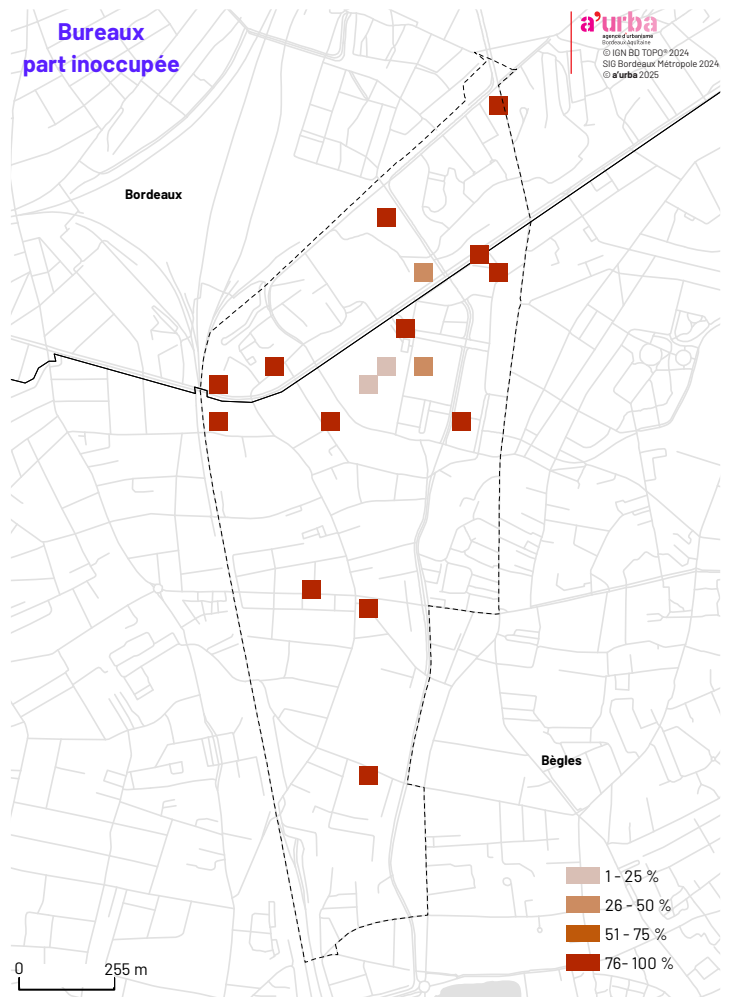 Bureaux
part inoccupée
a'urba
agence d'urbanisme
Bordeaux Aquitaine
© IGN BD TOPO® 2024
SIG Bordeaux Métropole 2024
© a'urba 2025
Bordeaux
Bègles
1 - 25 %
26 - 50 %
51 - 75 %
76- 100 %
0 255 m